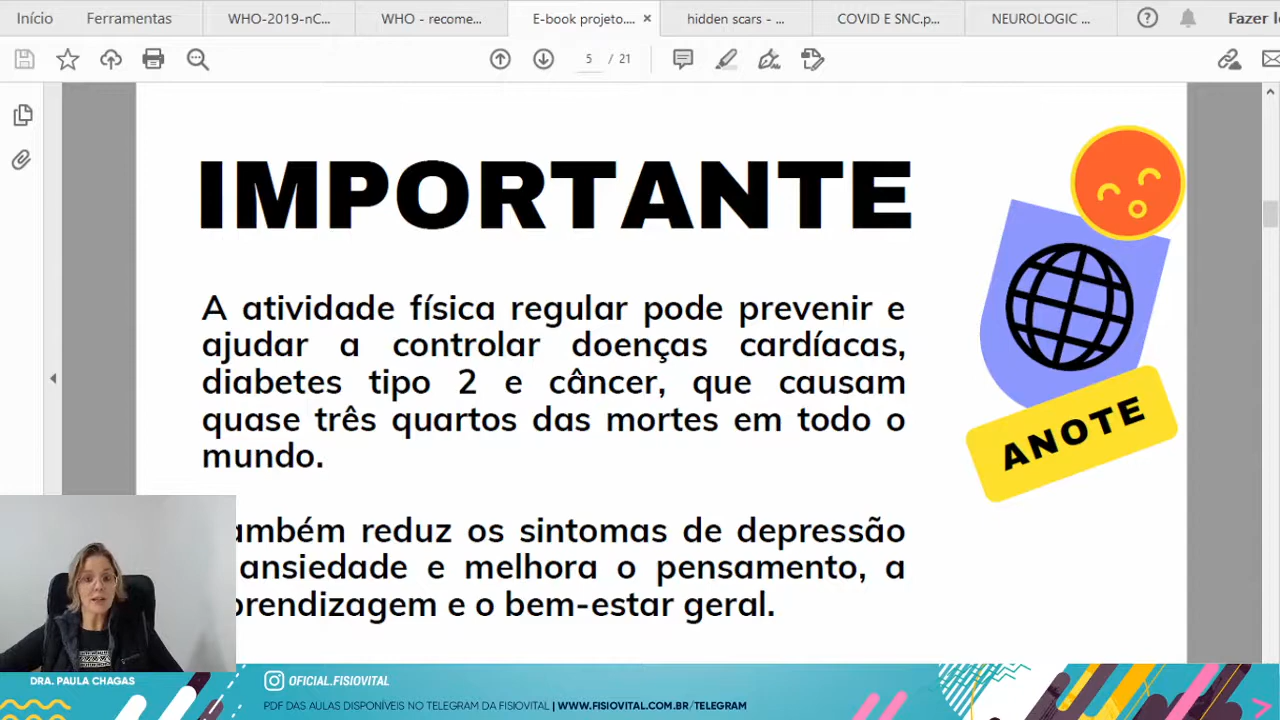 Início
Ferramentas
WHO-2019-nC...
WHO - recome...
E-book projeto....
hidden scars - ...
COVID E SNC.p...
NEUROLOGIC ...
Fazer
5 / 21
IMPORTANTE
A atividade física regular pode prevenir e
ajudar a controlar doenças cardíacas,
diabetes tipo 2 e câncer, que causam
quase três quartos das mortes em todo o
mundo.
ANOTE
ambém reduz os sintomas de depressão
ansiedade e melhora o pensamento, a
prendizagem e o bem-estar geral.
DRA. PAULA CHAGAS
OFICIAL.FISIOVITAL
PDF DAS AULAS DISPONÍVEIS NO TELEGRAM DA FISIOVITAL | WWW.FISIOVITAL.COM.BR/TELEGRAM